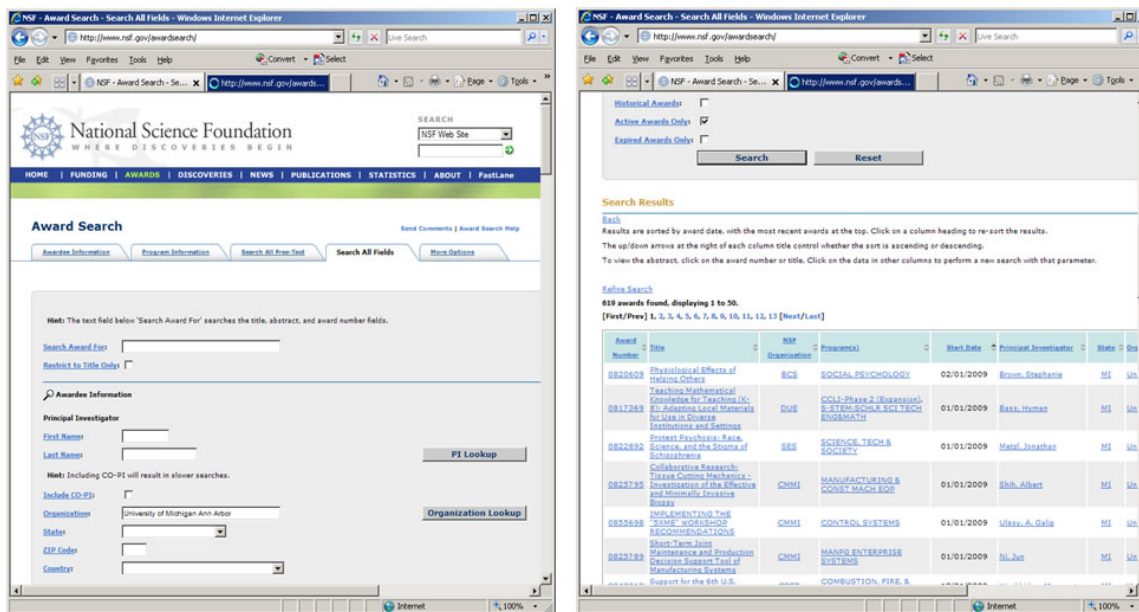 NSF - Award Search - Search All Fields - Windows Internet Explorer
http://www.nsf.gov/awardsearch/
Live Search
File Edit View Favorites Tools Help
Convert Select
NSF - Award Search - Se... http://www.nsf.gov/awards...
Page Tools
National Science Foundation
WHERE DISCOVERIES BEGIN
SEARCH
NSF Web Site
HOME | FUNDING | AWARDS | DISCOVERIES | NEWS | PUBLICATIONS | STATISTICS | ABOUT | FastLane
Award Search
Send Comments | Award Search Help
Awardee Information Program Information Search All Free-Text Search All Fields More Options
Hint: The text field below 'Search Award For' searches the title, abstract, and award number fields.
Search Award For:
Restrict to Title Only:
Awardee Information
Principal Investigator
First Name:
Last Name:
PI Lookup
Hint: Including CO-PI will result in slower searches.
Include CO-PI:
Organization: University of Michigan Ann Arbor Organization Lookup
State:
ZIP Code:
Country:
Internet 100%
NSF - Award Search - Search All Fields - Windows Internet Explorer
http://www.nsf.gov/awardsearch/
Live Search
File Edit View Favorites Tools Help
Convert Select
NSF - Award Search - Se... http://www.nsf.gov/awards...
Page Tools
Historical Awards:
Active Awards Only:
Expired Awards Only:
Search Reset
Search Results
Back
Results are sorted by award date, with the most recent awards at the top. Click on a column heading to re-sort the results.
The up/down arrows at the right of each column title control whether the sort is ascending or descending.
To view the abstract, click on the award number or title. Click on the data in other columns to perform a new search with that parameter.
Refine Search
619 awards found, displaying 1 to 50.
[First/Prev] 1, 2, 3, 4, 5, 6, 7, 8, 9, 10, 11, 12, 13 [Next/Last]
Award Number Title NSF Organization Program(s) Start Date Principal Investigator State Org
0820609 Physiological Effects of Helping Others BCS SOCIAL PSYCHOLOGY 02/01/2009 Brown, Stephanie MI Un
0817369 Teaching Mathematical Knowledge for Teaching (K-8): Adapting Local Materials for Use in Diverse Institutions and Settings DUE CCLI-Phase 2 (Expansion), S-STEM:SCHLR SCI TECH ENG&MATH 01/01/2009 Bass, Hyman MI Un
0822892 Protest Psychosis: Race, Science, and the Stigma of Schizophrenia SES SCIENCE, TECH & SOCIETY 01/01/2009 Metzl, Jonathan MI Un
0825795 Collaborative Research: Tissue Cutting Mechanics - Investigation of the Effective and Minimally Invasive Biopsy CMMI MANUFACTURING & CONST MACH EQP 01/01/2009 Shih, Albert MI Un
0855698 IMPLEMENTING THE "5XME" WORKSHOP RECOMMENDATIONS CMMI CONTROL SYSTEMS 01/01/2009 Ulsoy, A. Galip MI Un
0825789 Short-Term Joint Maintenance and Production Decision Support Tool of Manufacturing Systems CMMI MANFG ENTERPRISE SYSTEMS 01/01/2009 Ni, Jun MI Un
Support for the 6th U.S. COMBUSTION, FIRE, &
Internet 100%